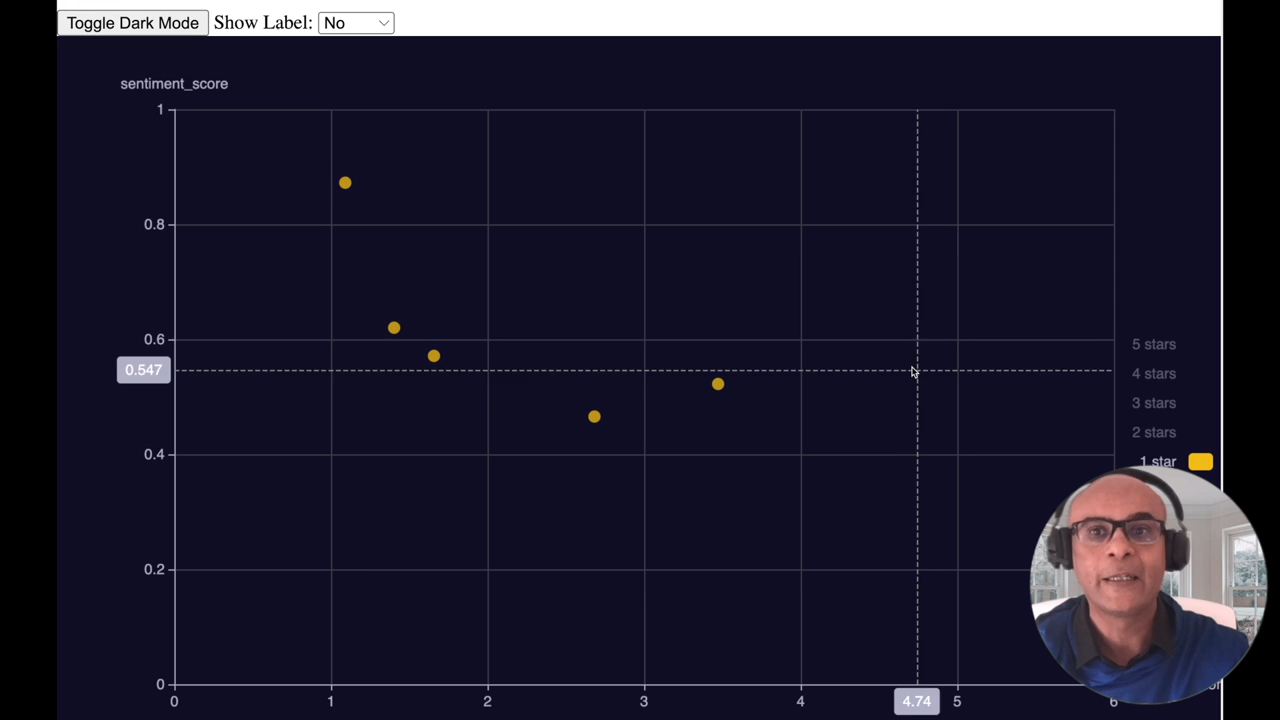 Toggle Dark Mode Show Label: No
sentiment_score
1
0.8
0.6
5 stars
0.547
4 stars
3 stars
2 stars
0.4
1 star
0.2
0
0 1 2 3 4 4.74 5 6